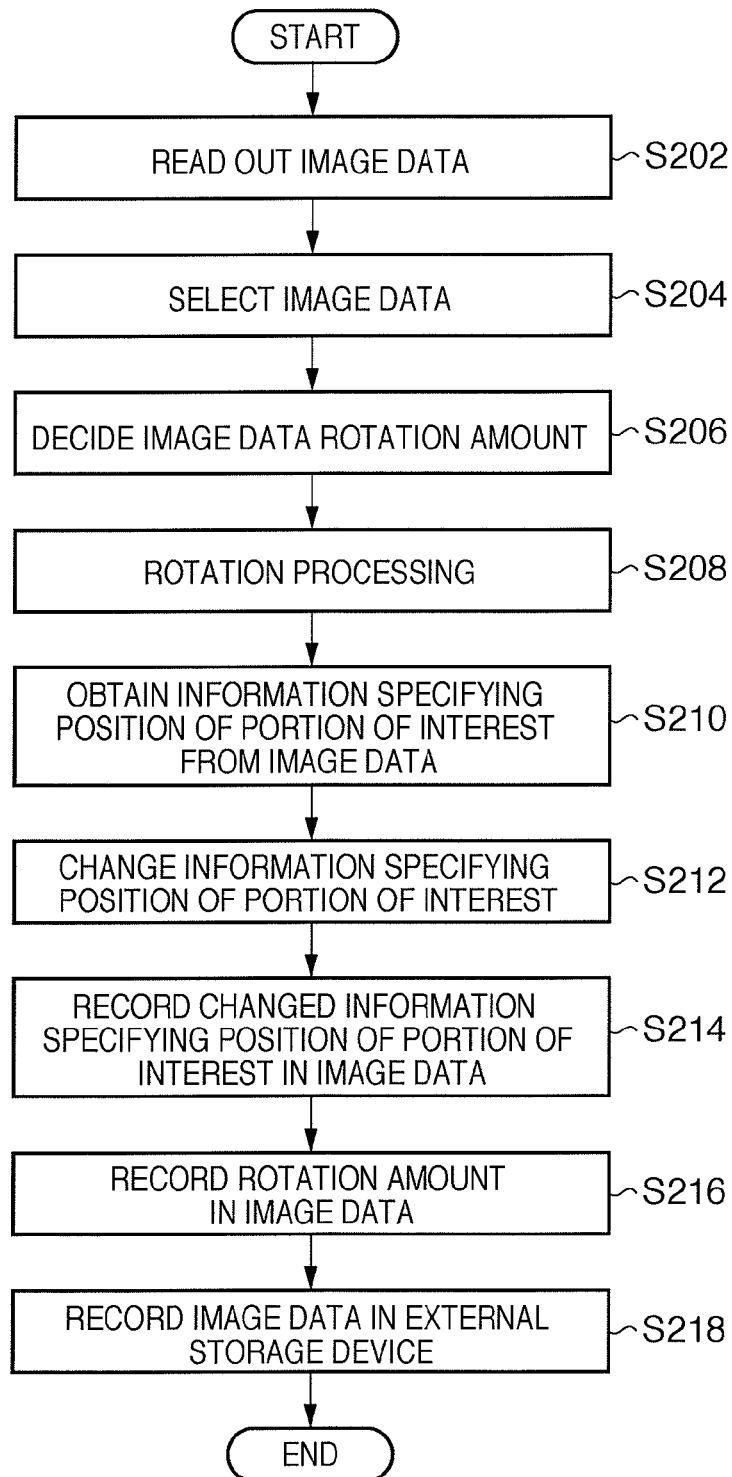 START
READ OUT IMAGE DATA
S202
SELECT IMAGE DATA
S204
DECIDE IMAGE DATA ROTATION AMOUNT
S206
ROTATION PROCESSING
S208
OBTAIN INFORMATION SPECIFYING
POSITION OF PORTION OF INTEREST
FROM IMAGE DATA
S210
CHANGE INFORMATION SPECIFYING
POSITION OF PORTION OF INTEREST
S212
RECORD CHANGED INFORMATION
SPECIFYING POSITION OF PORTION OF
INTEREST IN IMAGE DATA
S214
RECORD ROTATION AMOUNT
IN IMAGE DATA
S216
RECORD IMAGE DATA IN EXTERNAL
STORAGE DEVICE
S218
END